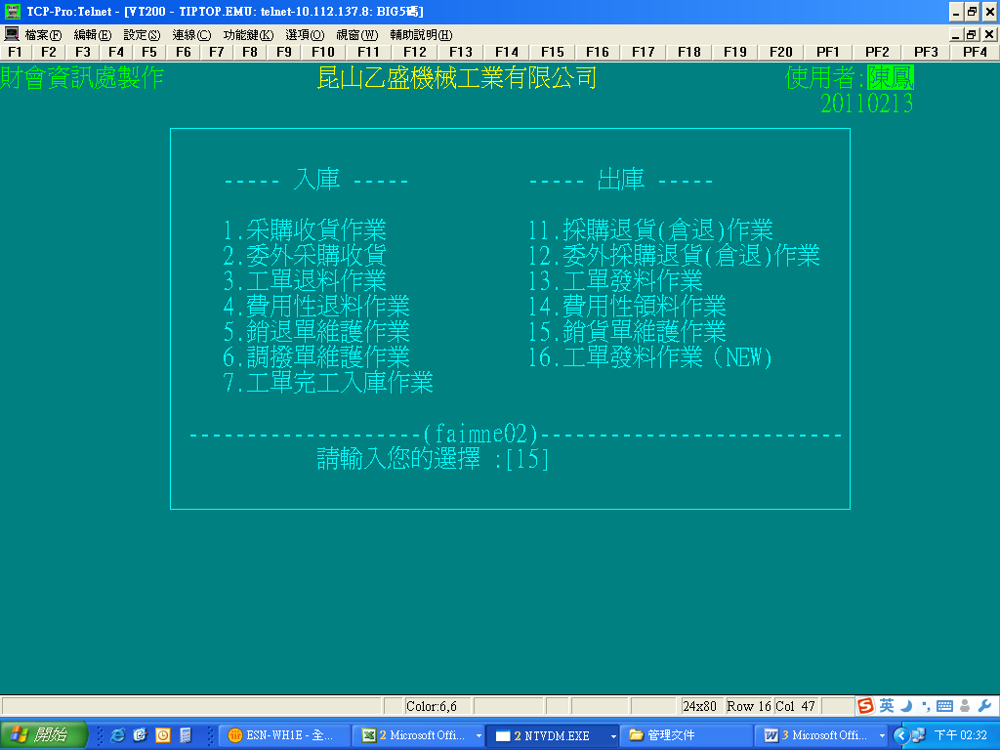 TCP-Pro:Telnet - [VT200 - TIPTOP.EMU: telnet-10.112.137.8: BIG5碼]
檔案(F) 編輯(E) 設定(S) 連線(C) 功能鍵(K) 選項(O) 視窗(W) 輔助說明(H)
F1 F2 F3 F4 F5 F6 F7 F8 F9 F10 F11 F12 F13 F14 F15 F16 F17 F18 F19 F20 PF1 PF2 PF3 PF4
財會資訊處製作 昆山乙盛機械工業有限公司 使用者:陳鳳
20110213
----- 入庫 ----- ----- 出庫 -----
1.采購收貨作業 11.採購退貨(倉退)作業
2.委外采購收貨 12.委外採購退貨(倉退)作業
3.工單退料作業 13.工單發料作業
4.費用性退料作業 14.費用性領料作業
5.銷退單維護作業 15.銷貨單維護作業
6.調撥單維護作業 16.工單發料作業（NEW)
7.工單完工入庫作業
--------------------(faimne02)--------------------------
請輸入您的選擇 :[15]
Color:6,6 24x80 Row 16 Col 47 英
開始 ESN-WH1E - 全... 2 Microsoft Offi... 2 NTVDM.EXE 管理文件 3 Microsoft Offi... 下午 02:32